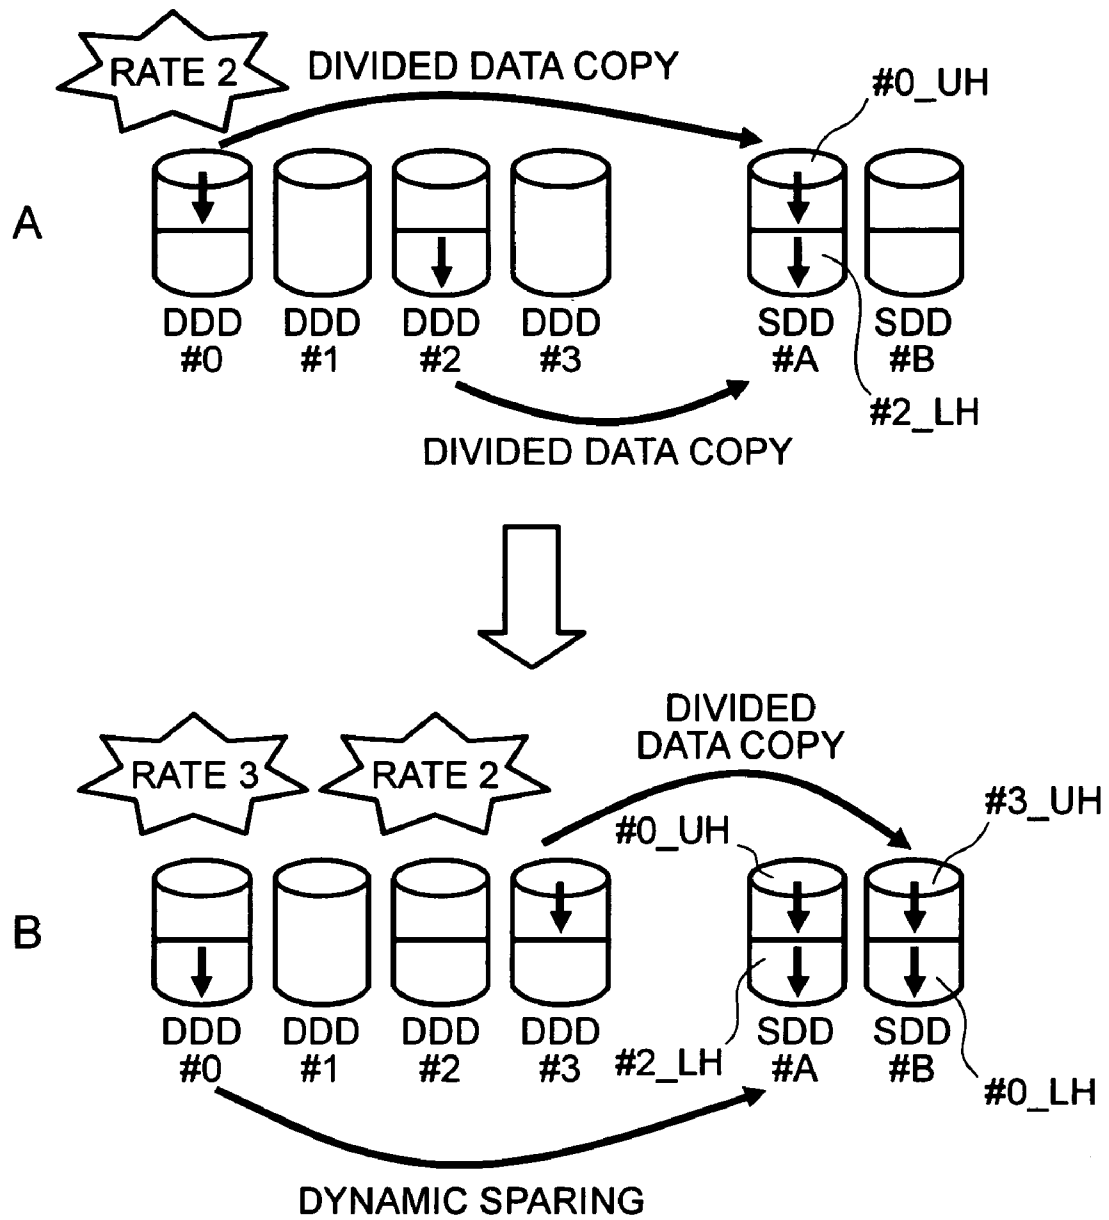 RATE 2
DIVIDED DATA COPY
#0_UH
A
DDD #0
DDD #1
DDD #2
DDD #3
SDD #A
SDD #B
#2_LH
DIVIDED DATA COPY
RATE 3
RATE 2
DIVIDED
DATA COPY
#0_UH
#3_UH
B
DDD #0
DDD #1
DDD #2
DDD #3
#2_LH
SDD #A
SDD #B
#0_LH
DYNAMIC SPARING